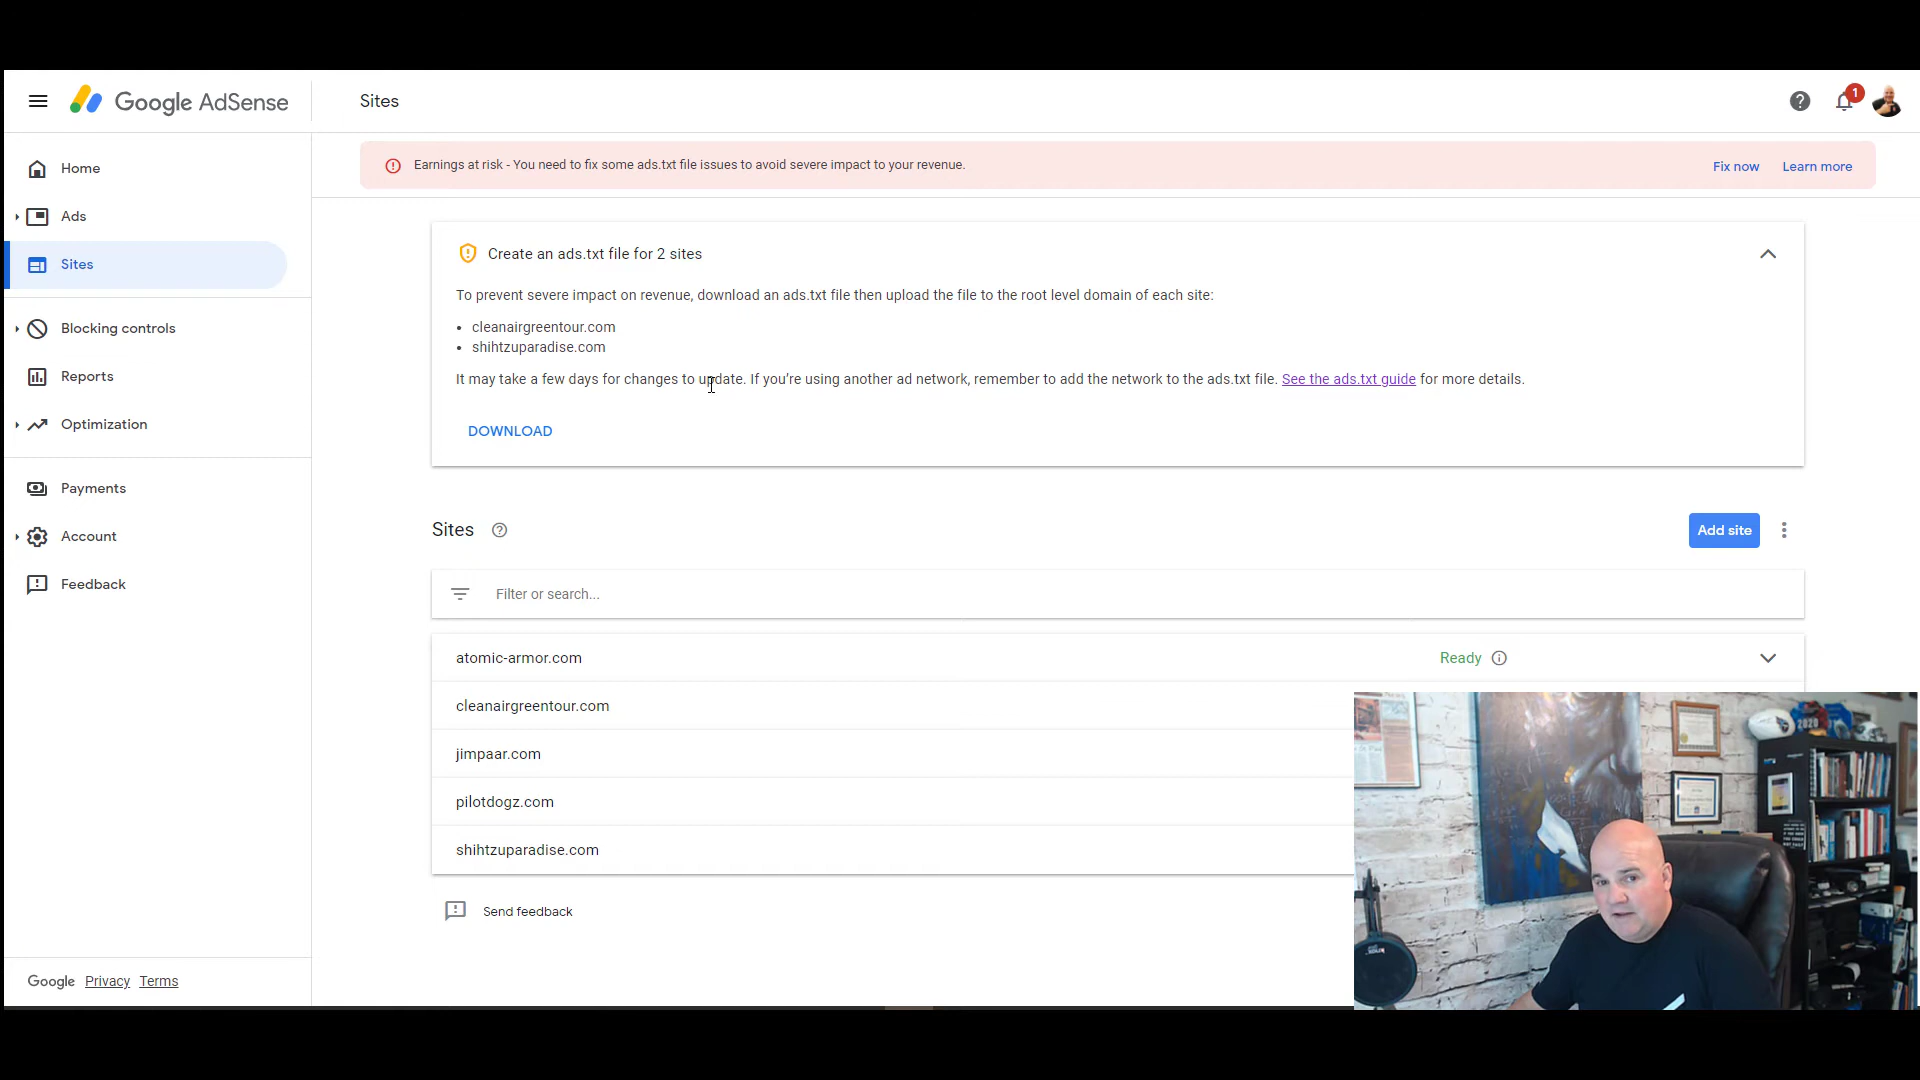 Google AdSense
Sites
1
Home
Ads
Sites
Blocking controls
Reports
Optimization
Payments
Account
Feedback
Google Privacy Terms
Earnings at risk - You need to fix some ads.txt file issues to avoid severe impact to your revenue.
Fix now Learn more
Create an ads.txt file for 2 sites
To prevent severe impact on revenue, download an ads.txt file then upload the file to the root level domain of each site:
• cleanairgreentour.com
• shihtzuparadise.com
It may take a few days for changes to update. If you’re using another ad network, remember to add the network to the ads.txt file. See the ads.txt guide for more details.
DOWNLOAD
Sites
Add site
Filter or search...
atomic-armor.com Ready
cleanairgreentour.com
jimpaar.com
pilotdogz.com
shihtzuparadise.com
Send feedback
2020